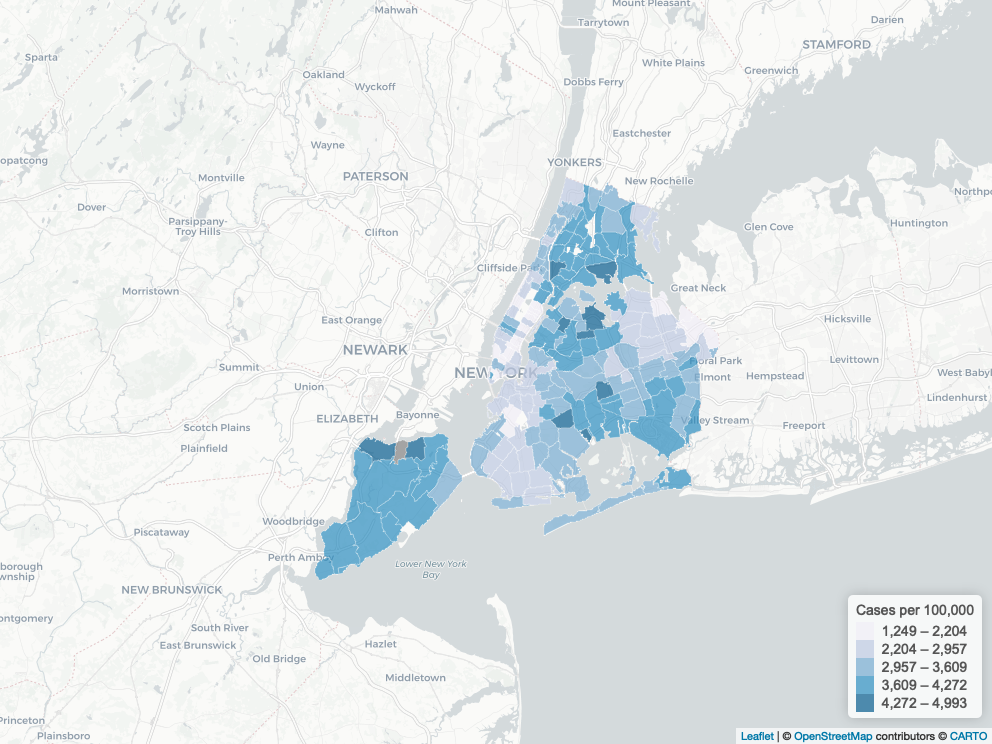 Mahwah
Mount Pleasant
Tarrytown
Darien
STAMFORD
Sparta
White Plains
Greenwich
Oakland
Wyckoff
Dobbs Ferry
Eastchester
Wayne
opatcong
YONKERS
Montville
PATERSON
New Rochelle
Northpo
Dover
Parsippany-
Troy Hills
Clifton
Glen Cove
Huntington
Cliffside Pa
Morristown
Great Neck
East Orange
Hicksville
NEWARK
Floral Park
Levittown
Summit
NEW YORK
Elmont
Hempstead
West Baby
Union
Lindenhurst
ELIZABETH
Bayonne
Scotch Plains
Valley Stream
Freeport
Plainfield
Woodbridge
Piscataway
Perth Amb
borough
ownship
Lower New York
Bay
NEW BRUNSWICK
ontgomery
South River
East Brunswick
Hazlet
Old Bridge
Middletown
Princeton
Plainsboro
Cases per 100,000
1,249 – 2,204
2,204 – 2,957
2,957 – 3,609
3,609 – 4,272
4,272 – 4,993
Leaflet | © OpenStreetMap contributors © CARTO